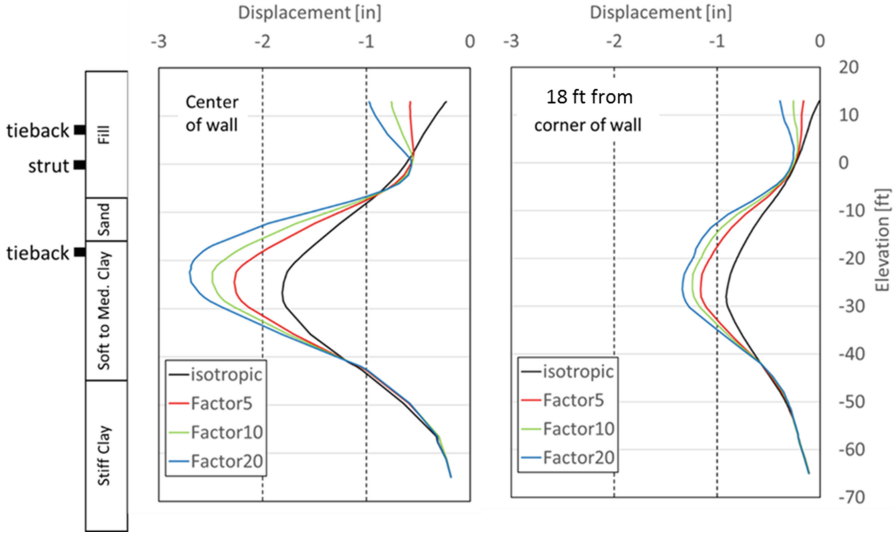 Displacement [in]
Displacement [in]
-3
-2
-1
0
-3
-2
-1
0
20
10
0
-10
-20
-30
-40
-50
-60
-70
Elevation [ft]
tieback
strut
tieback
Fill
Sand
Soft to Med. Clay
Stiff Clay
Center
of wall
18 ft from
corner of wall
isotropic
Factor5
Factor10
Factor20
isotropic
Factor5
Factor10
Factor20